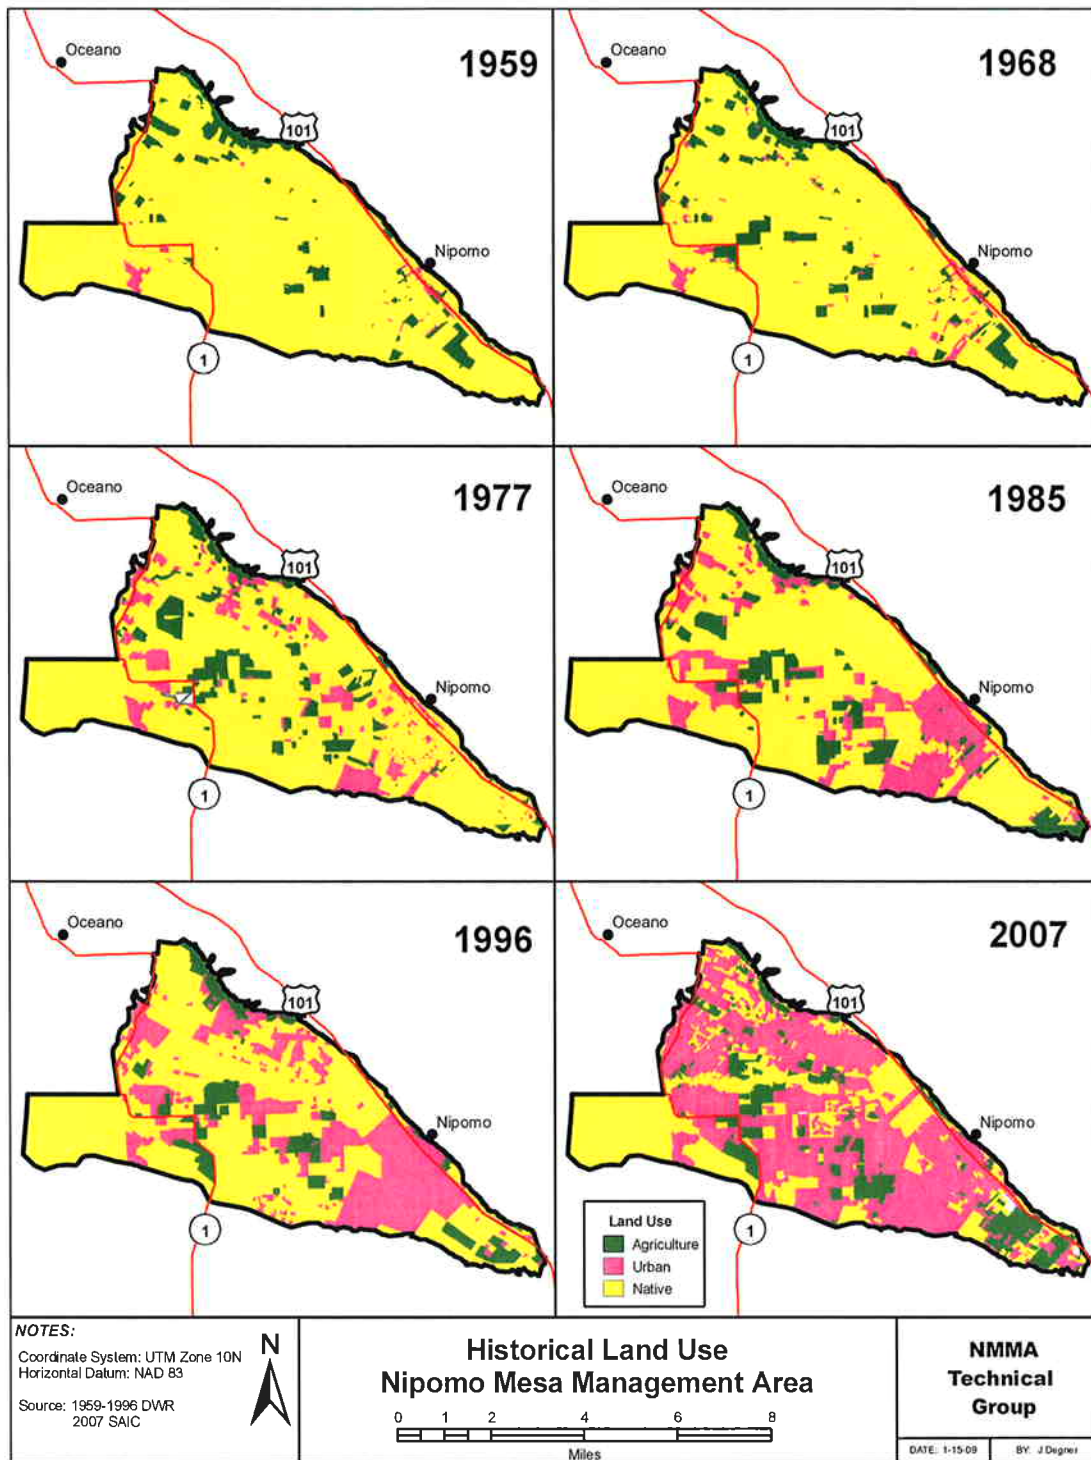 Oceano
1959
101
Nipomo
1
Oceano
1968
101
Nipomo
1
Oceano
1977
101
Nipomo
1
Oceano
1985
101
Nipomo
1
Oceano
1996
101
Nipomo
1
Oceano
2007
101
Nipomo
1
Land Use
Agriculture
Urban
Native
NOTES:
Coordinate System: UTM Zone 10N
Horizontal Datum: NAD 83
Source: 1959-1996 DWR
2007 SAIC
N
Historical Land Use
Nipomo Mesa Management Area
0 1 2 4 6 8
Miles
NMMA
Technical
Group
DATE: 1-15-09
BY: J Degner